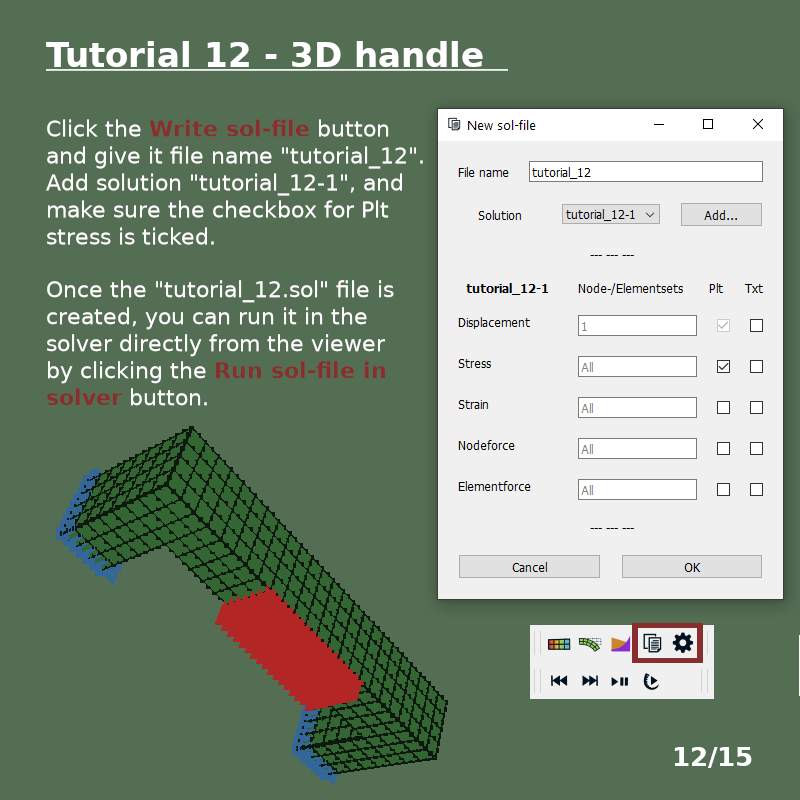 Tutorial 12 - 3D handle
Click the Write sol-file button
and give it file name "tutorial_12".
Add solution "tutorial_12-1", and
make sure the checkbox for Plt
stress is ticked.
Once the "tutorial_12.sol" file is
created, you can run it in the
solver directly from the viewer
by clicking the Run sol-file in
solver button.
New sol-file
File name tutorial_12
Solution tutorial_12-1 Add...
--- --- ---
tutorial_12-1 Node-/Elementsets Plt Txt
Displacement 1
Stress All
Strain All
Nodeforce All
Elementforce All
--- --- ---
Cancel OK
12/15